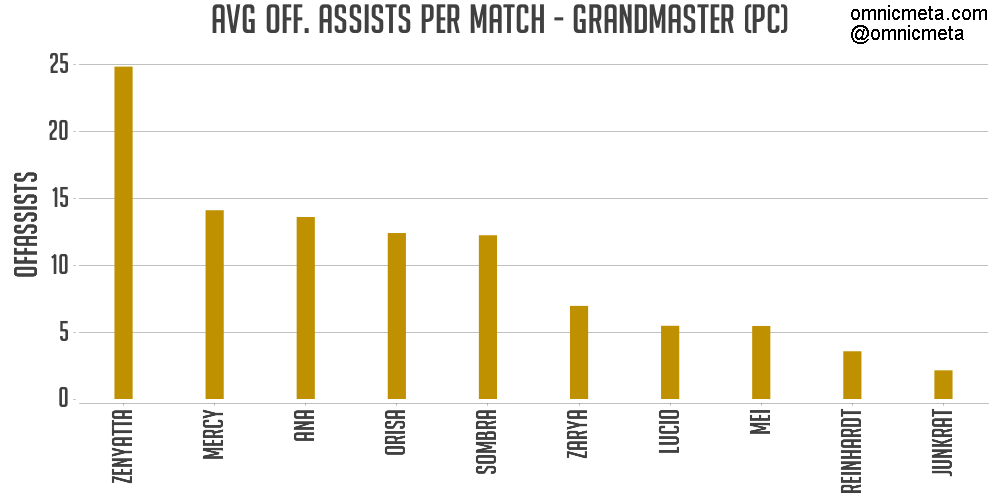 AVG OFF. ASSISTS PER MATCH - GRANDMASTER (PC)
omnicmeta.com
@omnicmeta
OFFASSISTS
25
20
15
10
5
0
ZENYATTA
MERCY
ANA
ORISA
SOMBRA
ZARYA
LUCIO
MEI
REINHARDT
JUNKRAT